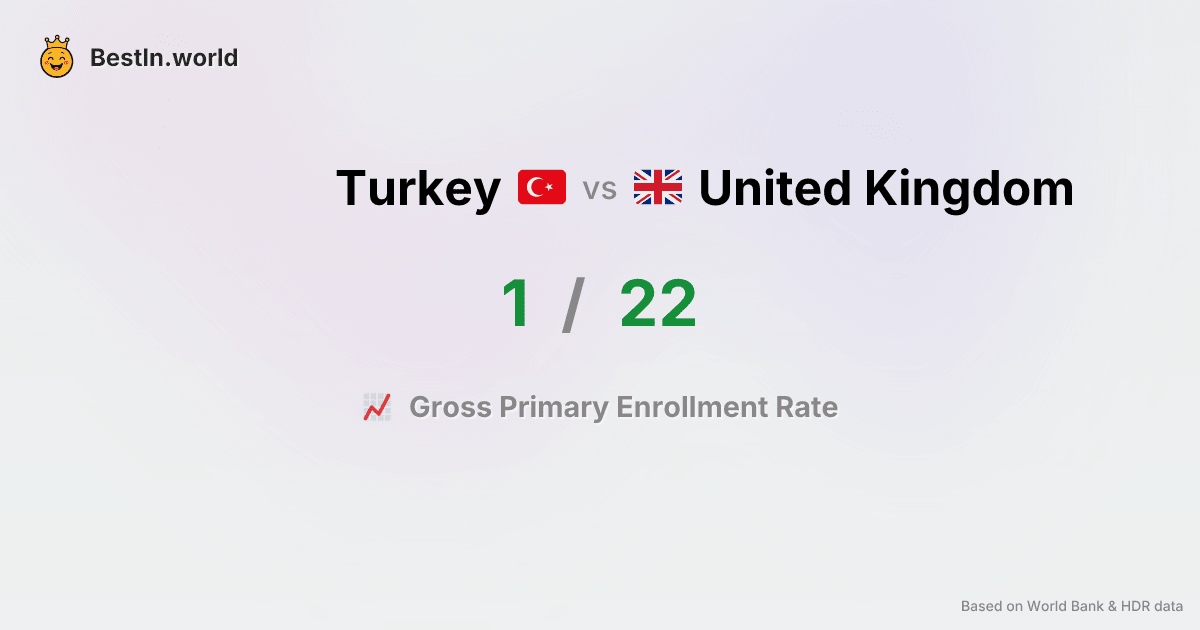 BestIn.world
Turkey vs United Kingdom
1 / 22
Gross Primary Enrollment Rate
Based on World Bank & HDR data